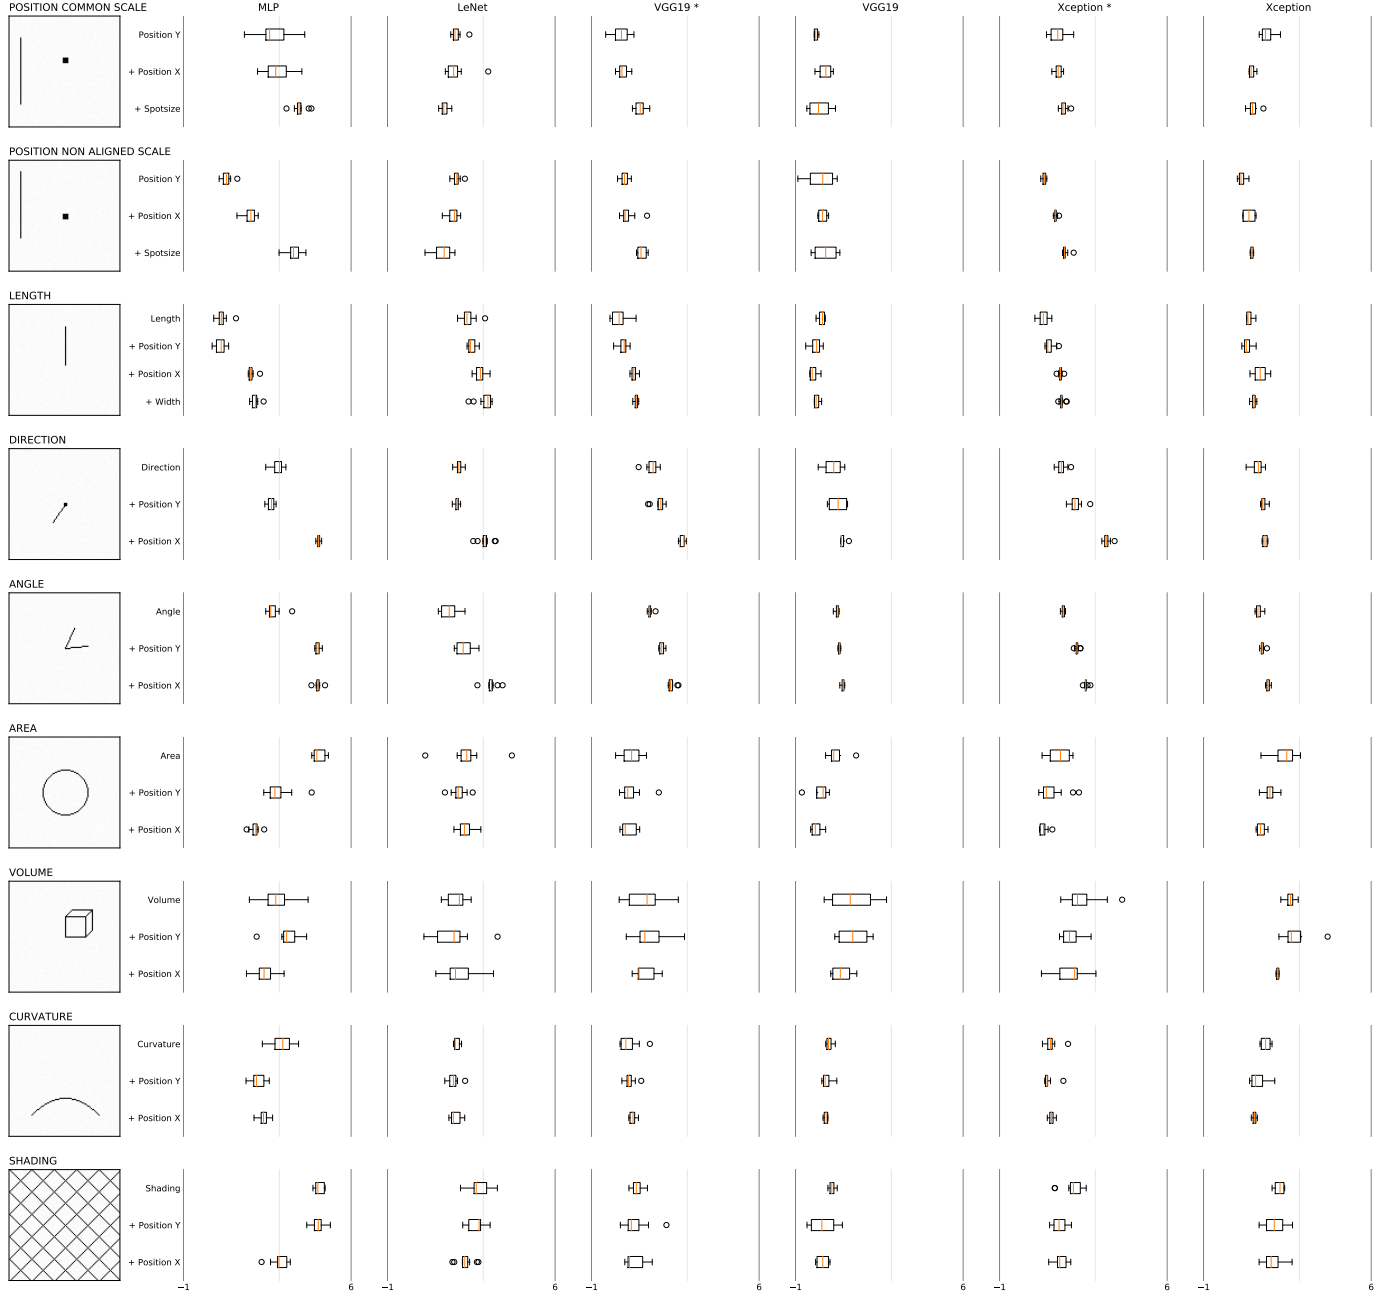 POSITION COMMON SCALE MLP LeNet VGG19 * VGG19 Xception * Xception
Position Y
+ Position X
+ Spotsize
POSITION NON ALIGNED SCALE
Position Y
+ Position X
+ Spotsize
LENGTH
Length
+ Position Y
+ Position X
+ Width
DIRECTION
Direction
+ Position Y
+ Position X
ANGLE
Angle
+ Position Y
+ Position X
AREA
Area
+ Position Y
+ Position X
VOLUME
Volume
+ Position Y
+ Position X
CURVATURE
Curvature
+ Position Y
+ Position X
SHADING
Shading
+ Position Y
+ Position X
−1 6 −1 6 −1 6 −1 6 −1 6 −1 6